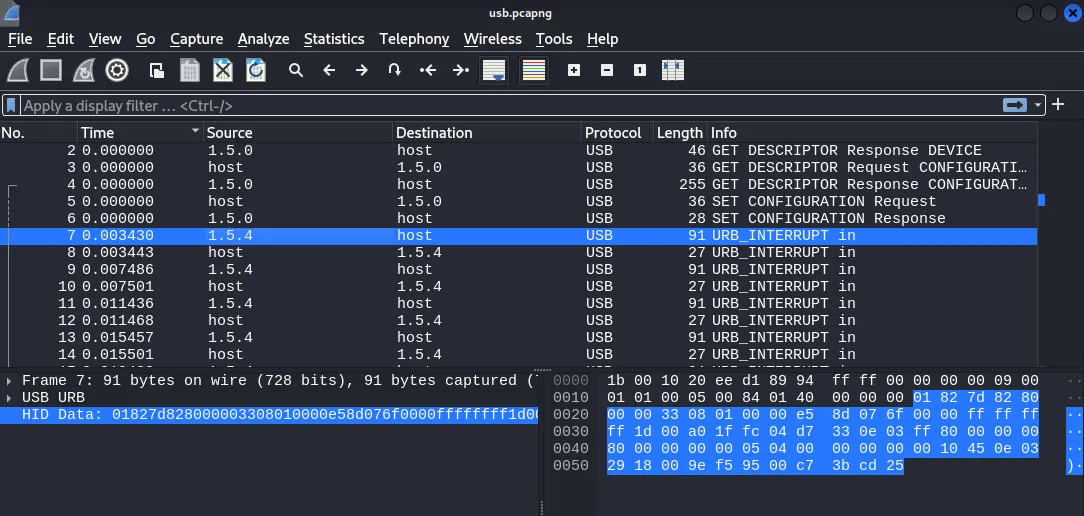 usb.pcapng
File Edit View Go Capture Analyze Statistics Telephony Wireless Tools Help
Apply a display filter … <Ctrl-/>
No. Time Source Destination Protocol Length Info
2 0.000000 1.5.0 host USB 46 GET DESCRIPTOR Response DEVICE
3 0.000000 host 1.5.0 USB 36 GET DESCRIPTOR Request CONFIGURATI…
4 0.000000 1.5.0 host USB 255 GET DESCRIPTOR Response CONFIGURAT…
5 0.000000 host 1.5.0 USB 36 SET CONFIGURATION Request
6 0.000000 1.5.0 host USB 28 SET CONFIGURATION Response
7 0.003430 1.5.4 host USB 91 URB_INTERRUPT in
8 0.003443 host 1.5.4 USB 27 URB_INTERRUPT in
9 0.007486 1.5.4 host USB 91 URB_INTERRUPT in
10 0.007501 host 1.5.4 USB 27 URB_INTERRUPT in
11 0.011436 1.5.4 host USB 91 URB_INTERRUPT in
12 0.011468 host 1.5.4 USB 27 URB_INTERRUPT in
13 0.015457 1.5.4 host USB 91 URB_INTERRUPT in
14 0.015501 host 1.5.4 USB 27 URB_INTERRUPT in
Frame 7: 91 bytes on wire (728 bits), 91 bytes captured (
USB URB
HID Data: 01827d828000003308010000e58d076f0000ffffffff1d00
0000 1b 00 10 20 ee d1 89 94 ff ff 00 00 00 00 09 00
0010 01 01 00 05 00 84 01 40 00 00 00 01 82 7d 82 80
0020 00 00 33 08 01 00 00 e5 8d 07 6f 00 00 ff ff ff
0030 ff 1d 00 a0 1f fc 04 d7 33 0e 03 ff 80 00 00 00
0040 80 00 00 00 00 05 04 00 00 00 00 00 10 45 0e 03
0050 29 18 00 9e f5 95 00 c7 3b cd 25
)·